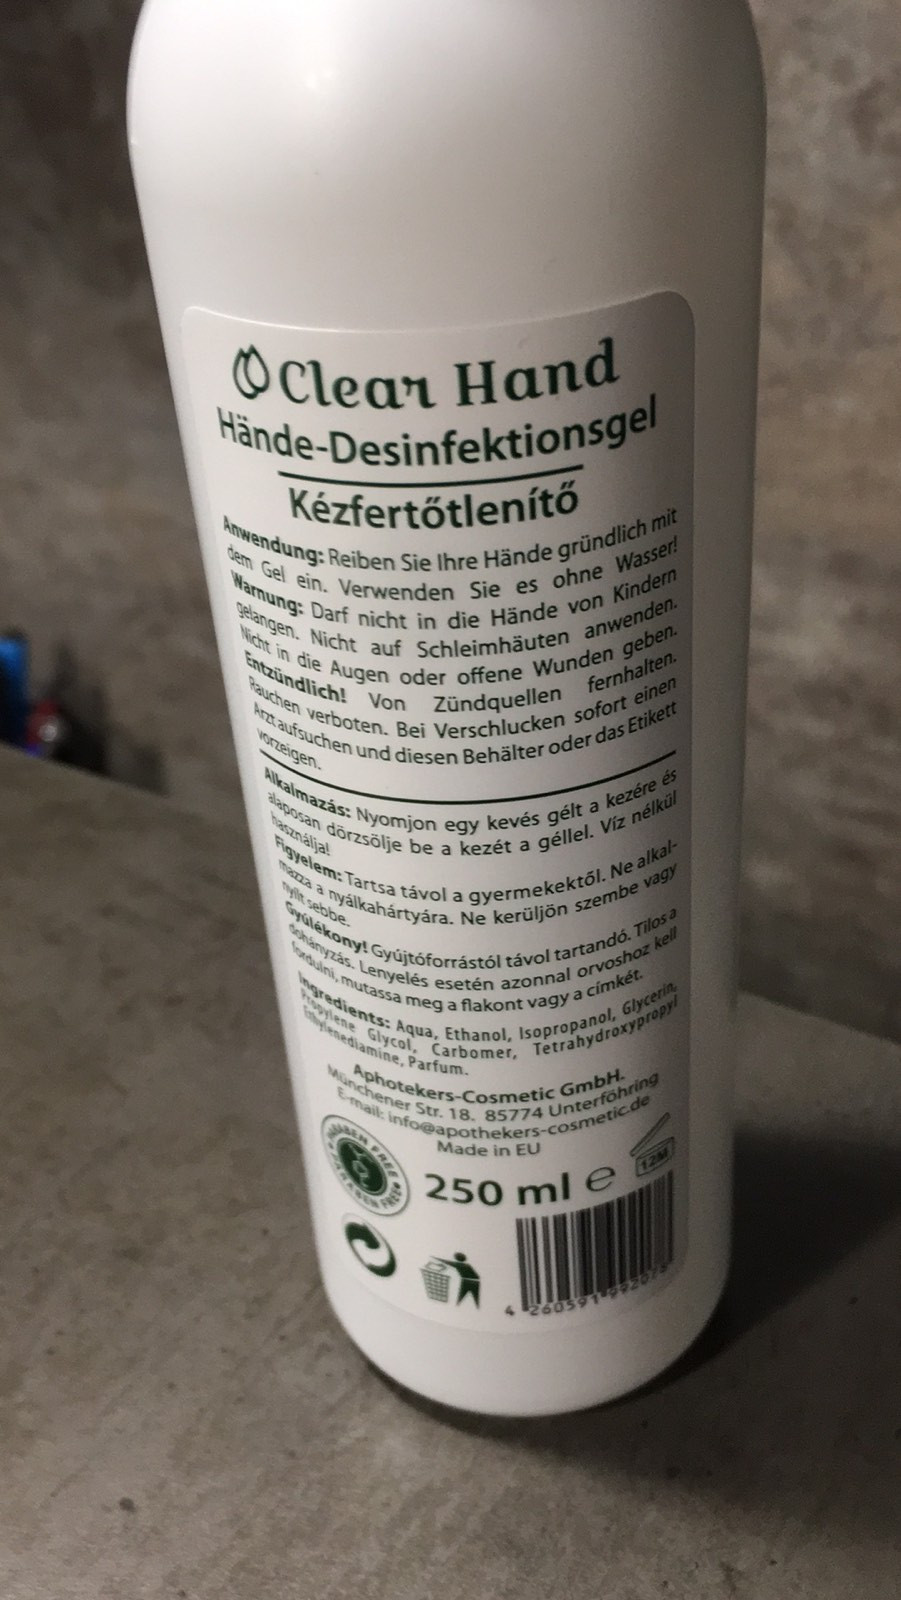 Clear Hand
Hände-Desinfektionsgel
Kézfertőtlenítő
Anwendung: Reiben Sie Ihre Hände gründlich mit
dem Gel ein. Verwenden Sie es ohne Wasser!
Warnung: Darf nicht in die Hände von Kindern
gelangen. Nicht auf Schleimhäuten anwenden.
Nicht in die Augen oder offene Wunden geben.
Entzündlich! Von Zündquellen fernhalten.
Rauchen verboten. Bei Verschlucken sofort einen
Arzt aufsuchen und diesen Behälter oder das Etikett
vorzeigen.
Alkalmazás: Nyomjon egy kevés gélt a kezére és
alaposan dörzsölje be a kezét a géllel. Víz nélkül
használja!
Figyelem: Tartsa távol a gyermekektől. Ne alkal-
mazza a nyálkahártyára. Ne kerüljön szembe vagy
nyílt sebbe.
Gyúlékony! Gyújtóforrástól távol tartandó. Tilos a
dohányzás. Lenyelés esetén azonnal orvoshoz kell
fordulni, mutassa meg a flakont vagy a címkét.
Ingredients: Aqua, Ethanol, Isopropanol, Glycerin,
Propylene Glycol, Carbomer, Tetrahydroxypropyl
Ethylenediamine, Parfum.
Aphotekers-Cosmetic GmbH.
Münchener Str. 18. 85774 Unterföhring
E-mail: info@apothekers-cosmetic.de
Made in EU
PARABEN FREE
PARABEN FREE
250 ml e
12M
4 260591 99207